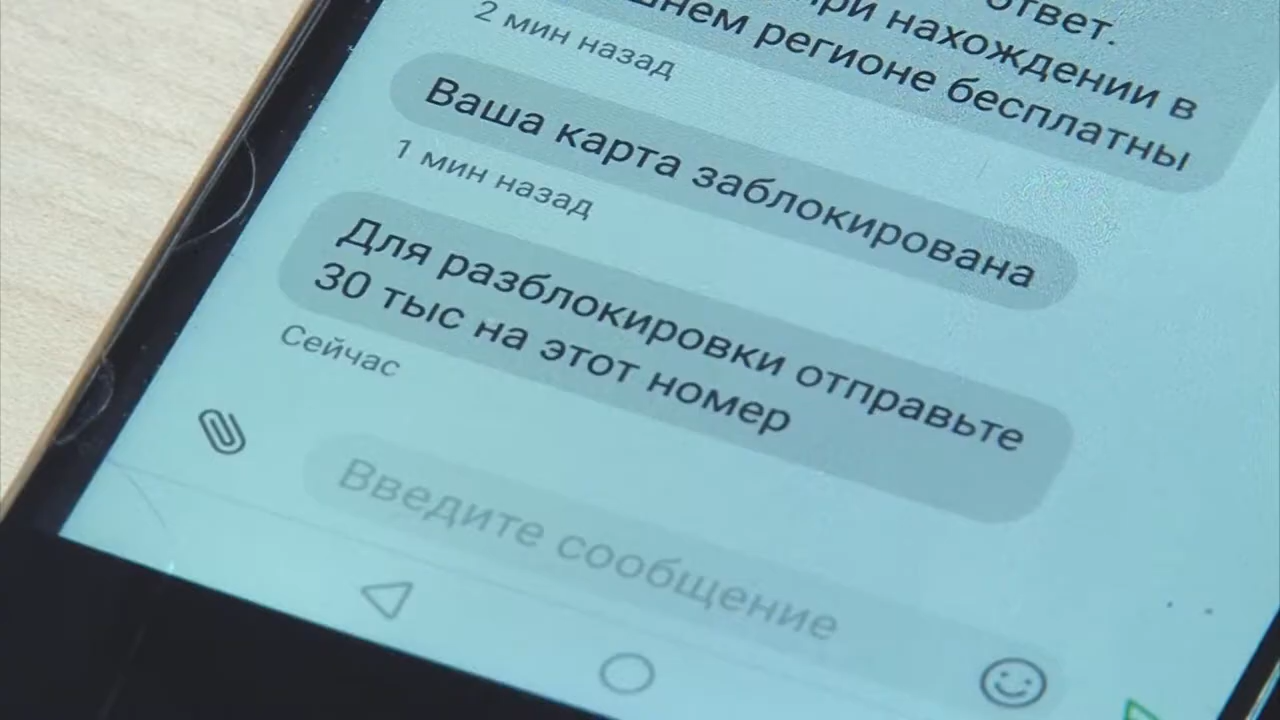 ответ.
при нахождении в
регионе бесплатны
2 мин назад
Ваша карта заблокирована
1 мин назад
Для разблокировки отправьте
30 тыс на этот номер
Сейчас
Введите сообщение